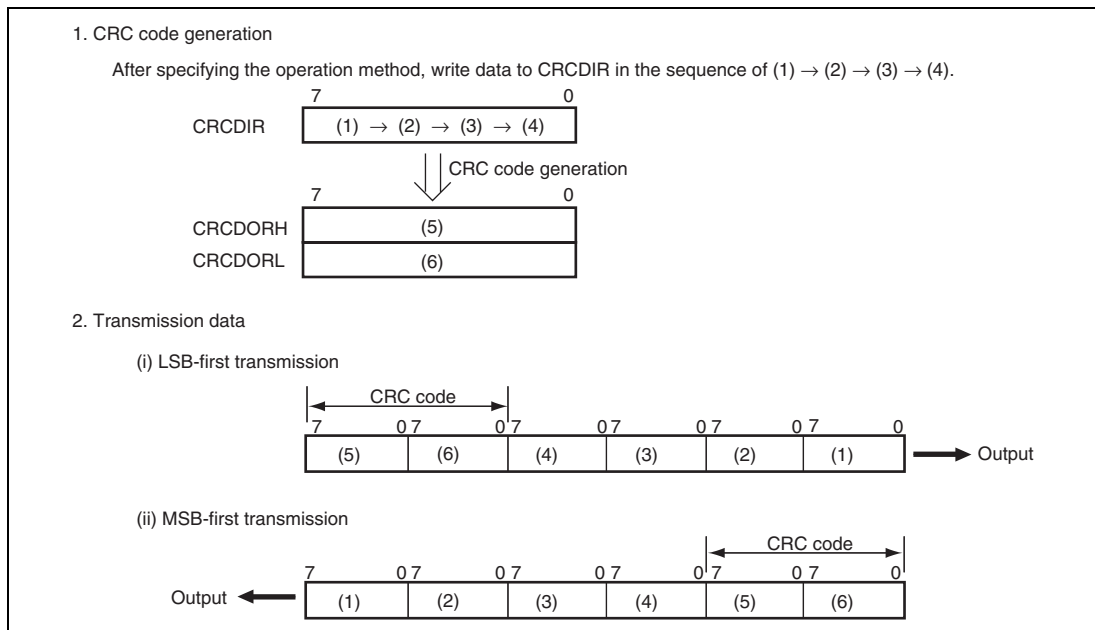 1. CRC code generation
After specifying the operation method, write data to CRCDIR in the sequence of (1) → (2) → (3) → (4).
7 0
CRCDIR (1) → (2) → (3) → (4)
CRC code generation
7 0
CRCDORH (5)
CRCDORL (6)
2. Transmission data
(i) LSB-first transmission
CRC code
7 0 7 0 7 0 7 0 7 0 7 0
(5) (6) (4) (3) (2) (1) Output
(ii) MSB-first transmission
CRC code
7 0 7 0 7 0 7 0 7 0 7 0
Output (1) (2) (3) (4) (5) (6)